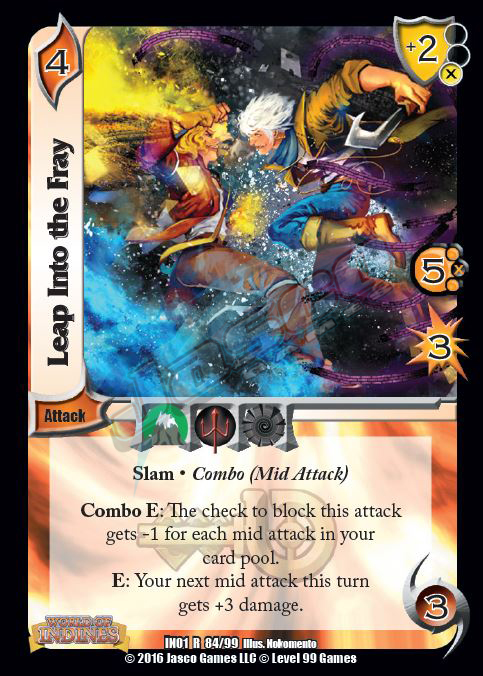 4
+2
X
Leap Into the Fray
5
3
Attack
Slam • Combo (Mid Attack)
Combo E: The check to block this attack
gets -1 for each mid attack in your
card pool.
E: Your next mid attack this turn
gets +3 damage.
3
WORLD OF
INDINES
IN01 R 84/99 Illus. Nokomento
© 2016 Jasco Games LLC © Level 99 Games